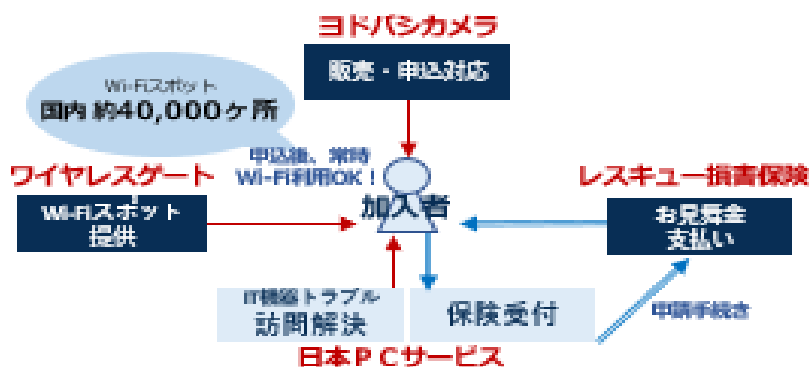 ヨドバシカメラ
販売・申込対応
Wi-Fiスポット
国内 約40,000ケ所
申込後、常時
Wi-Fi利用OK！
ワイヤレスゲート
Wi-Fiスポット
提供
加入者
レスキュー損害保険
お見舞金
支払い
IT機器トラブル
訪問解決
保険受付
申請手続き
日本ＰＣサービス